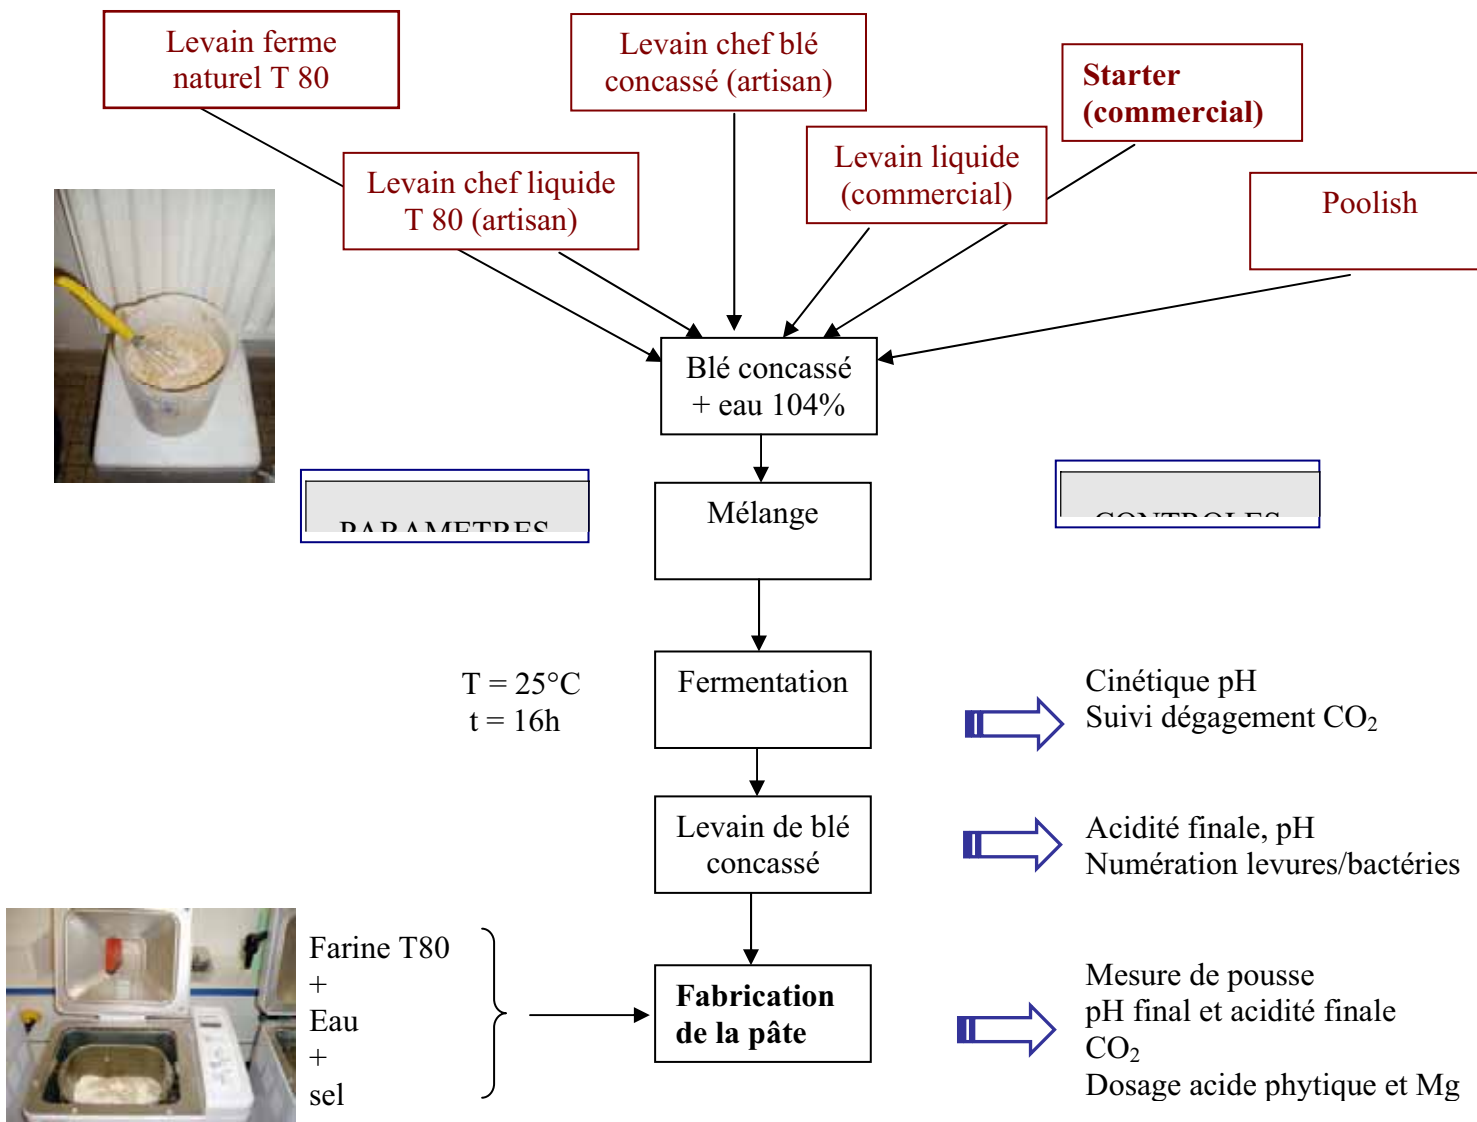 Levain ferme
naturel T 80
Levain chef blé
concassé (artisan)
Starter
(commercial)
Levain chef liquide
T 80 (artisan)
Levain liquide
(commercial)
Poolish
Blé concassé
+ eau 104%
PARAMETRES
Mélange
CONTROLES
T = 25°C
t = 16h
Fermentation
Cinétique pH
Suivi dégagement CO₂
Levain de blé
concassé
Acidité finale, pH
Numération levures/bactéries
Farine T80
+
Eau
+
sel
Fabrication
de la pâte
Mesure de pousse
pH final et acidité finale
CO₂
Dosage acide phytique et Mg